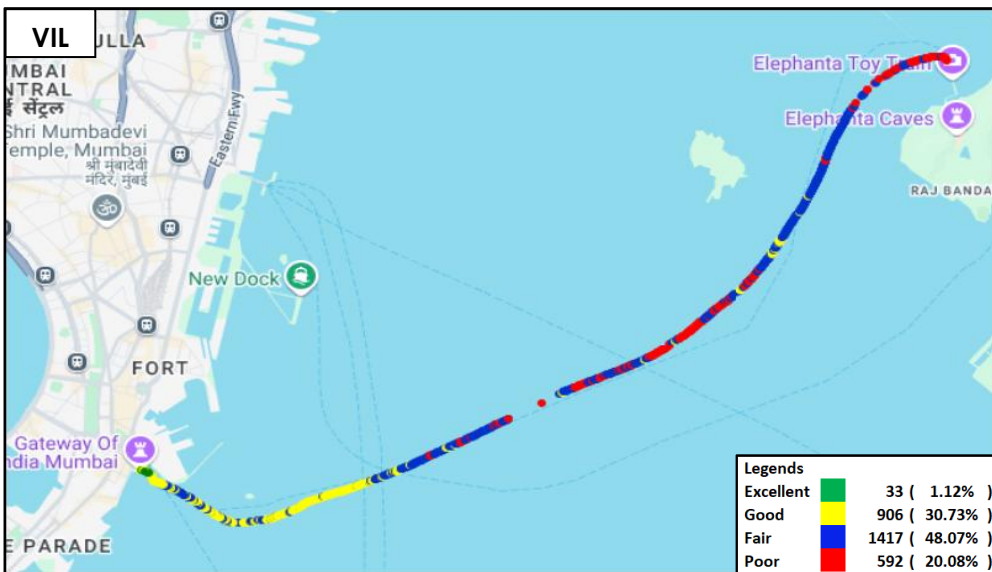 VIL
ULLA
UMBAI
NTRAL
ई सेंट्रल
Shri Mumbadevi
Temple, Mumbai
श्री मुंबादेवी
मंदिर, मुंबई
Eastern Fwy
New Dock
FORT
Gateway Of
ndia Mumbai
E PARADE
Elephanta Toy Train
Elephanta Caves
RAJ BANDA
Legends
Excellent 33 ( 1.12% )
Good 906 ( 30.73% )
Fair 1417 ( 48.07% )
Poor 592 ( 20.08% )